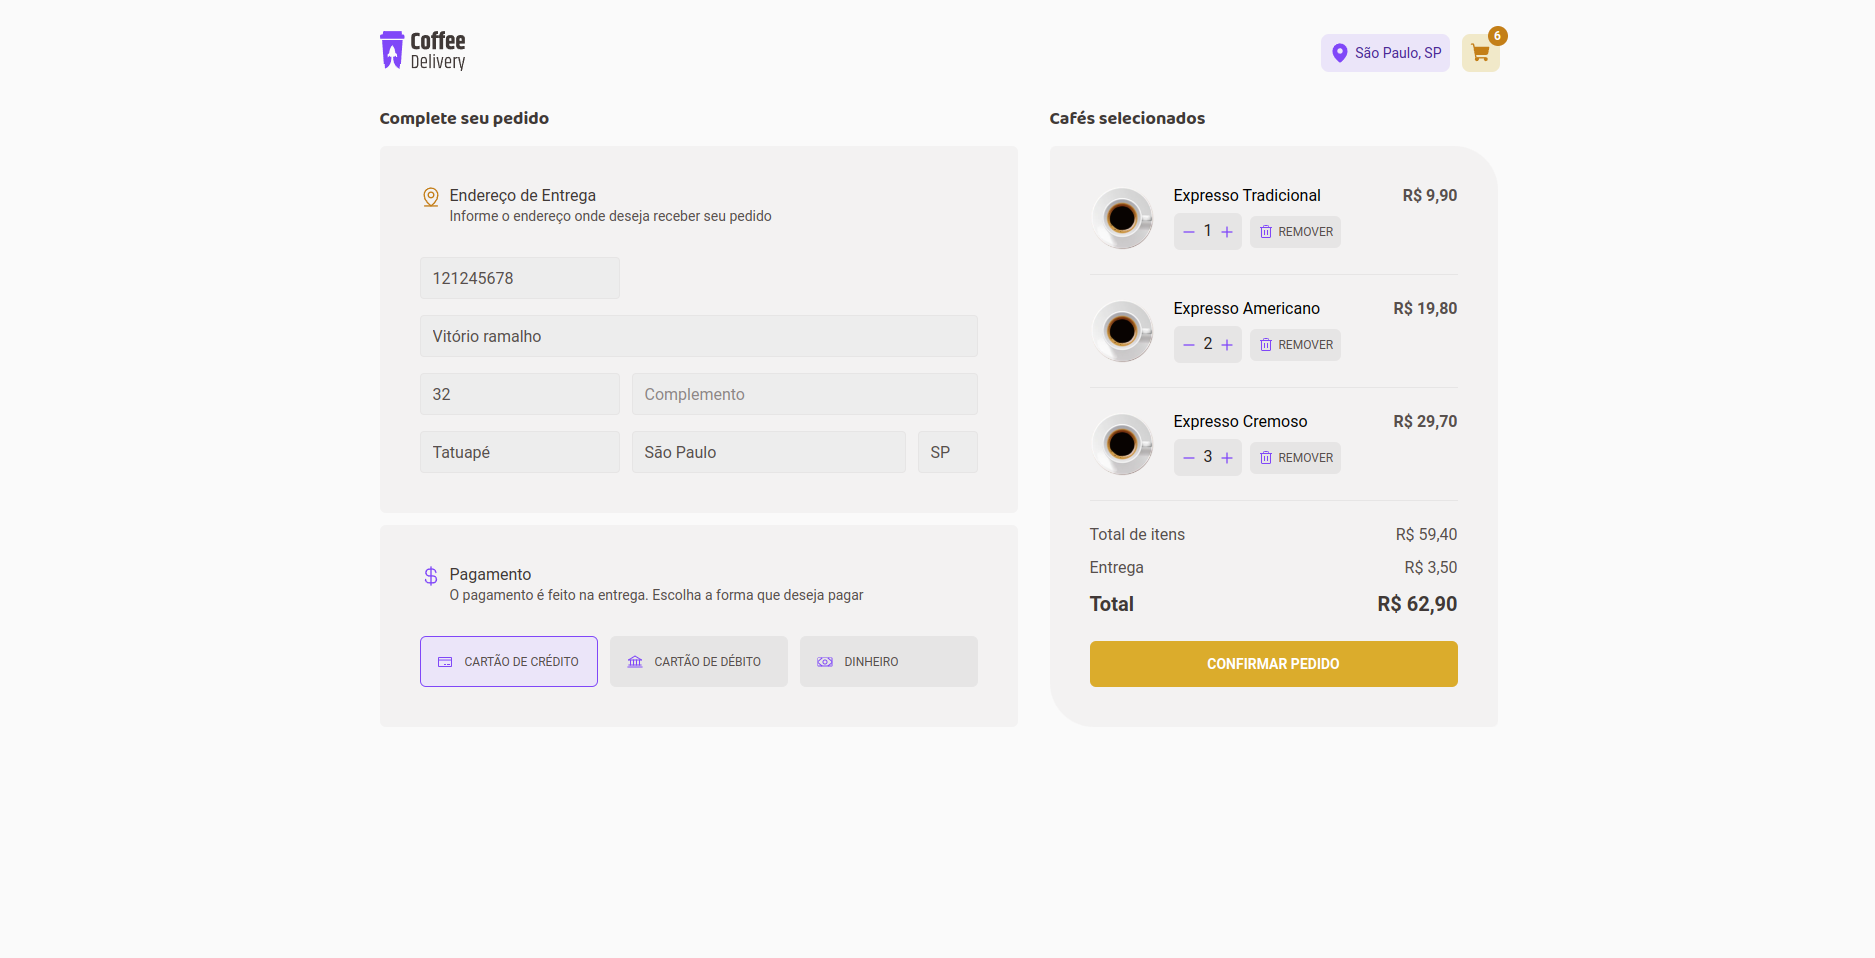 Coffee
Delivery
São Paulo, SP
6
Complete seu pedido
Endereço de Entrega
Informe o endereço onde deseja receber seu pedido
121245678
Vitório ramalho
32
Complemento
Tatuapé
São Paulo
SP
Pagamento
O pagamento é feito na entrega. Escolha a forma que deseja pagar
CARTÃO DE CRÉDITO
CARTÃO DE DÉBITO
DINHEIRO
Cafés selecionados
Expresso Tradicional
R$ 9,90
1
REMOVER
Expresso Americano
R$ 19,80
2
REMOVER
Expresso Cremoso
R$ 29,70
3
REMOVER
Total de itens
R$ 59,40
Entrega
R$ 3,50
Total
R$ 62,90
CONFIRMAR PEDIDO